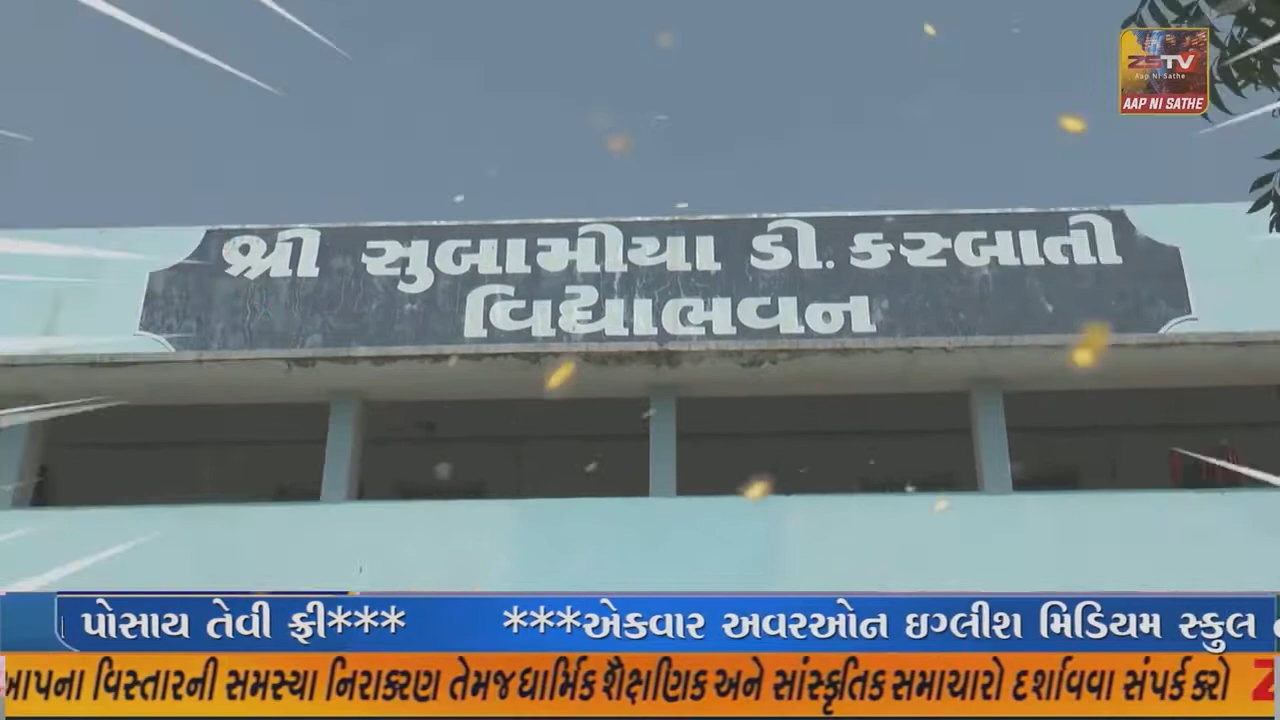 ZSTV
Aap Ni Sathe
AAP NI SATHE
શ્રી સુબામીયા ડી. કરબાતી
વિદ્યાભવન
પોસાય તેવી ફ્રી*** ***એકવાર અવરઓન ઇગ્લીશ મિડિયમ સ્કુલ
આપના વિસ્તારની સમસ્યા નિરાકરણ તેમજ ધાર્મિક શૈક્ષણિક અને સાંસ્કૃતિક સમાચારો દર્શાવવા સંપર્ક કરો Z